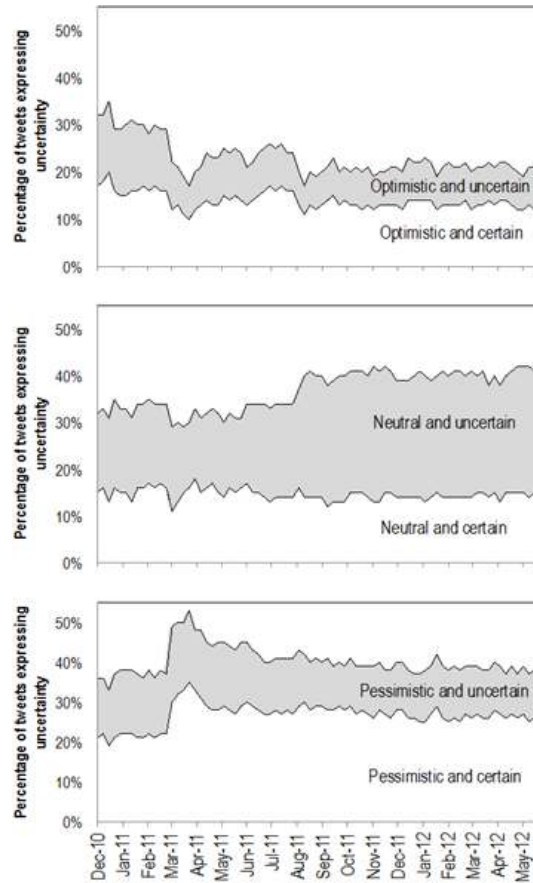 Percentage of tweets expressing
uncertainty
50%
40%
30%
20%
10%
0%
Optimistic and uncertain
Optimistic and certain
Percentage of tweets expressing
uncertainty
50%
40%
30%
20%
10%
0%
Neutral and uncertain
Neutral and certain
Percentage of tweets expressing
uncertainty
50%
40%
30%
20%
10%
0%
Pessimistic and uncertain
Pessimistic and certain
Dec-10
Jan-11
Feb-11
Mar-11
Apr-11
May-11
Jun-11
Jul-11
Aug-11
Sep-11
Oct-11
Nov-11
Dec-11
Jan-12
Feb-12
Mar-12
Apr-12
May-12